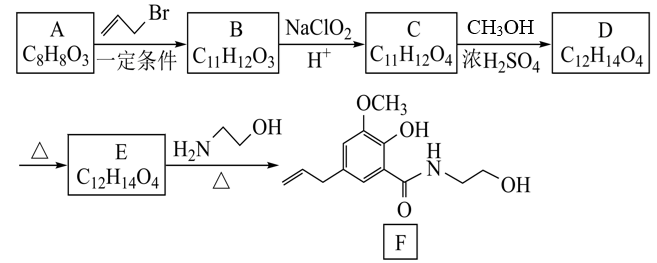 A
C₈H₈O₃
Br
一定条件
B
C₁₁H₁₂O₃
NaClO₂
H⁺
C
C₁₁H₁₂O₄
CH₃OH
浓H₂SO₄
D
C₁₂H₁₄O₄
△
E
C₁₂H₁₄O₄
H₂N
OH
△
OCH₃
OH
H
N
OH
O
F